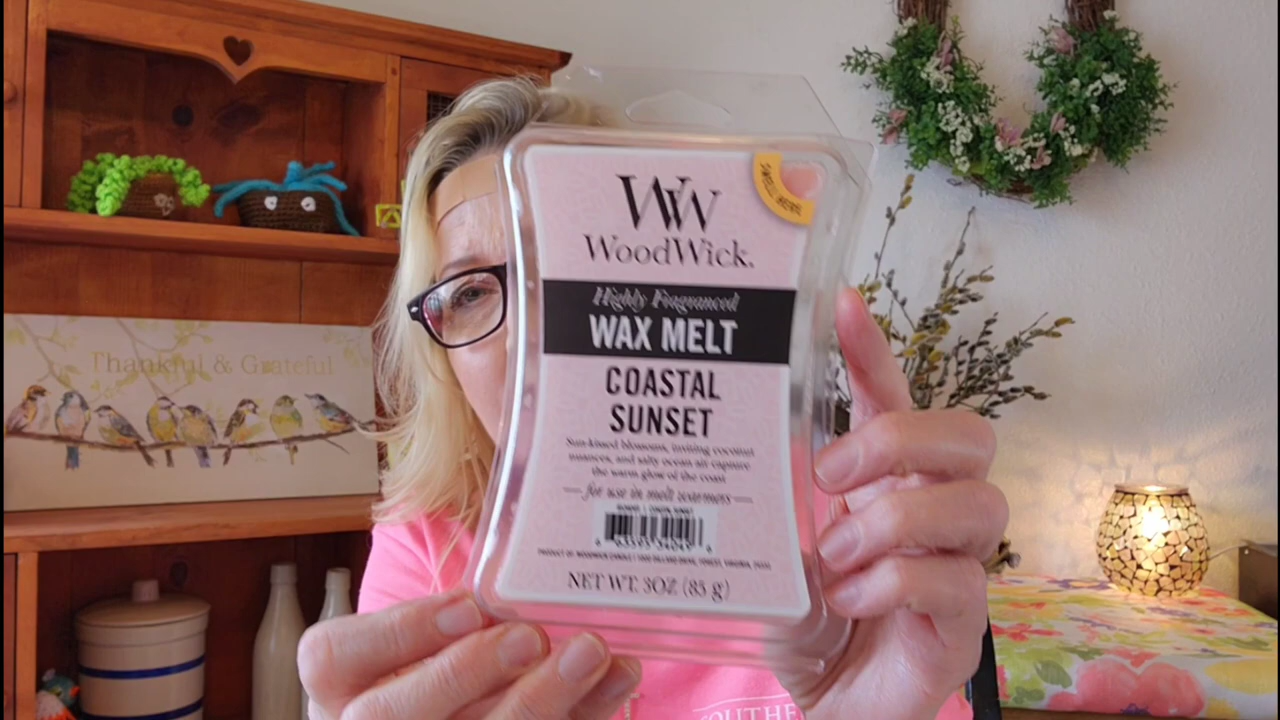 Thankful & Grateful
WW
WoodWick.
Highly Fragranced
WAX MELT
COASTAL
SUNSET
Sun-kissed blossoms, inviting coconut
nuances, and salty ocean air capture
the warm glow of the coast
for use in melt warmers
NET WT. 3OZ (85 g)
SOUTHE